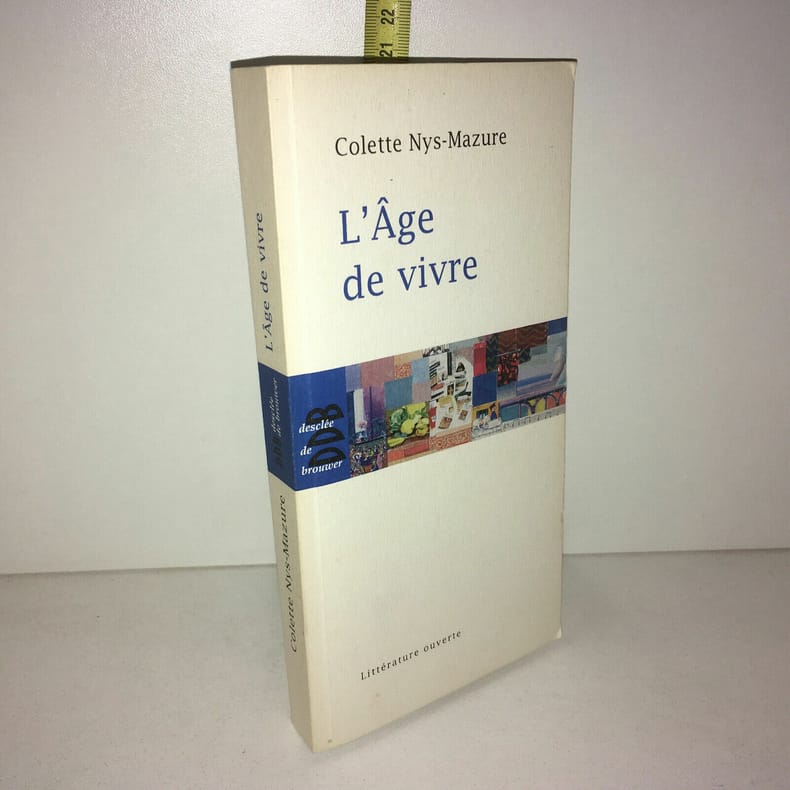 21 22
Colette Nys-Mazure
L'Âge
de vivre
desclée
de
brouwer
DDB
Littérature ouverte
L'Âge de vivre
desclée
de brouwer
DDB
Colette Nys-Mazure